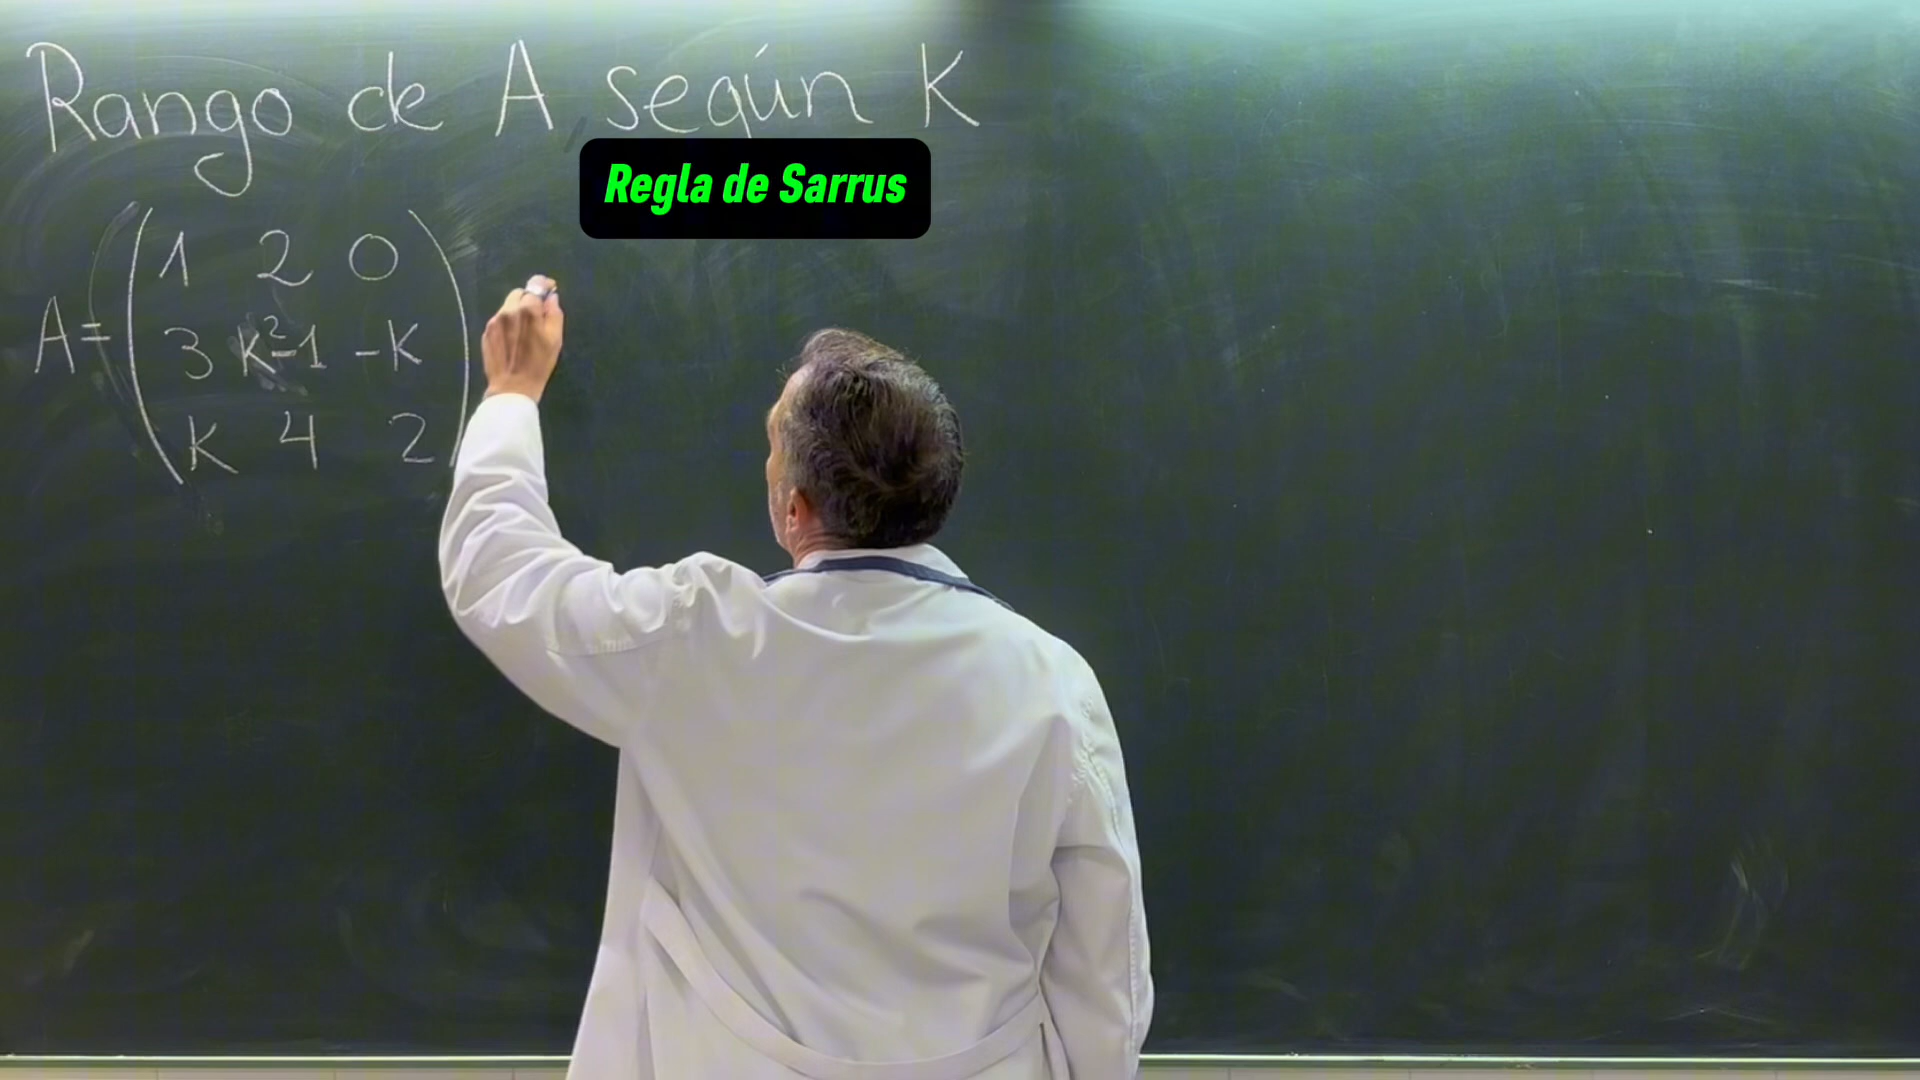 Rango de A según K
Regla de Sarrus
1 2 0
A= 3 K²-1 -K
K 4 2